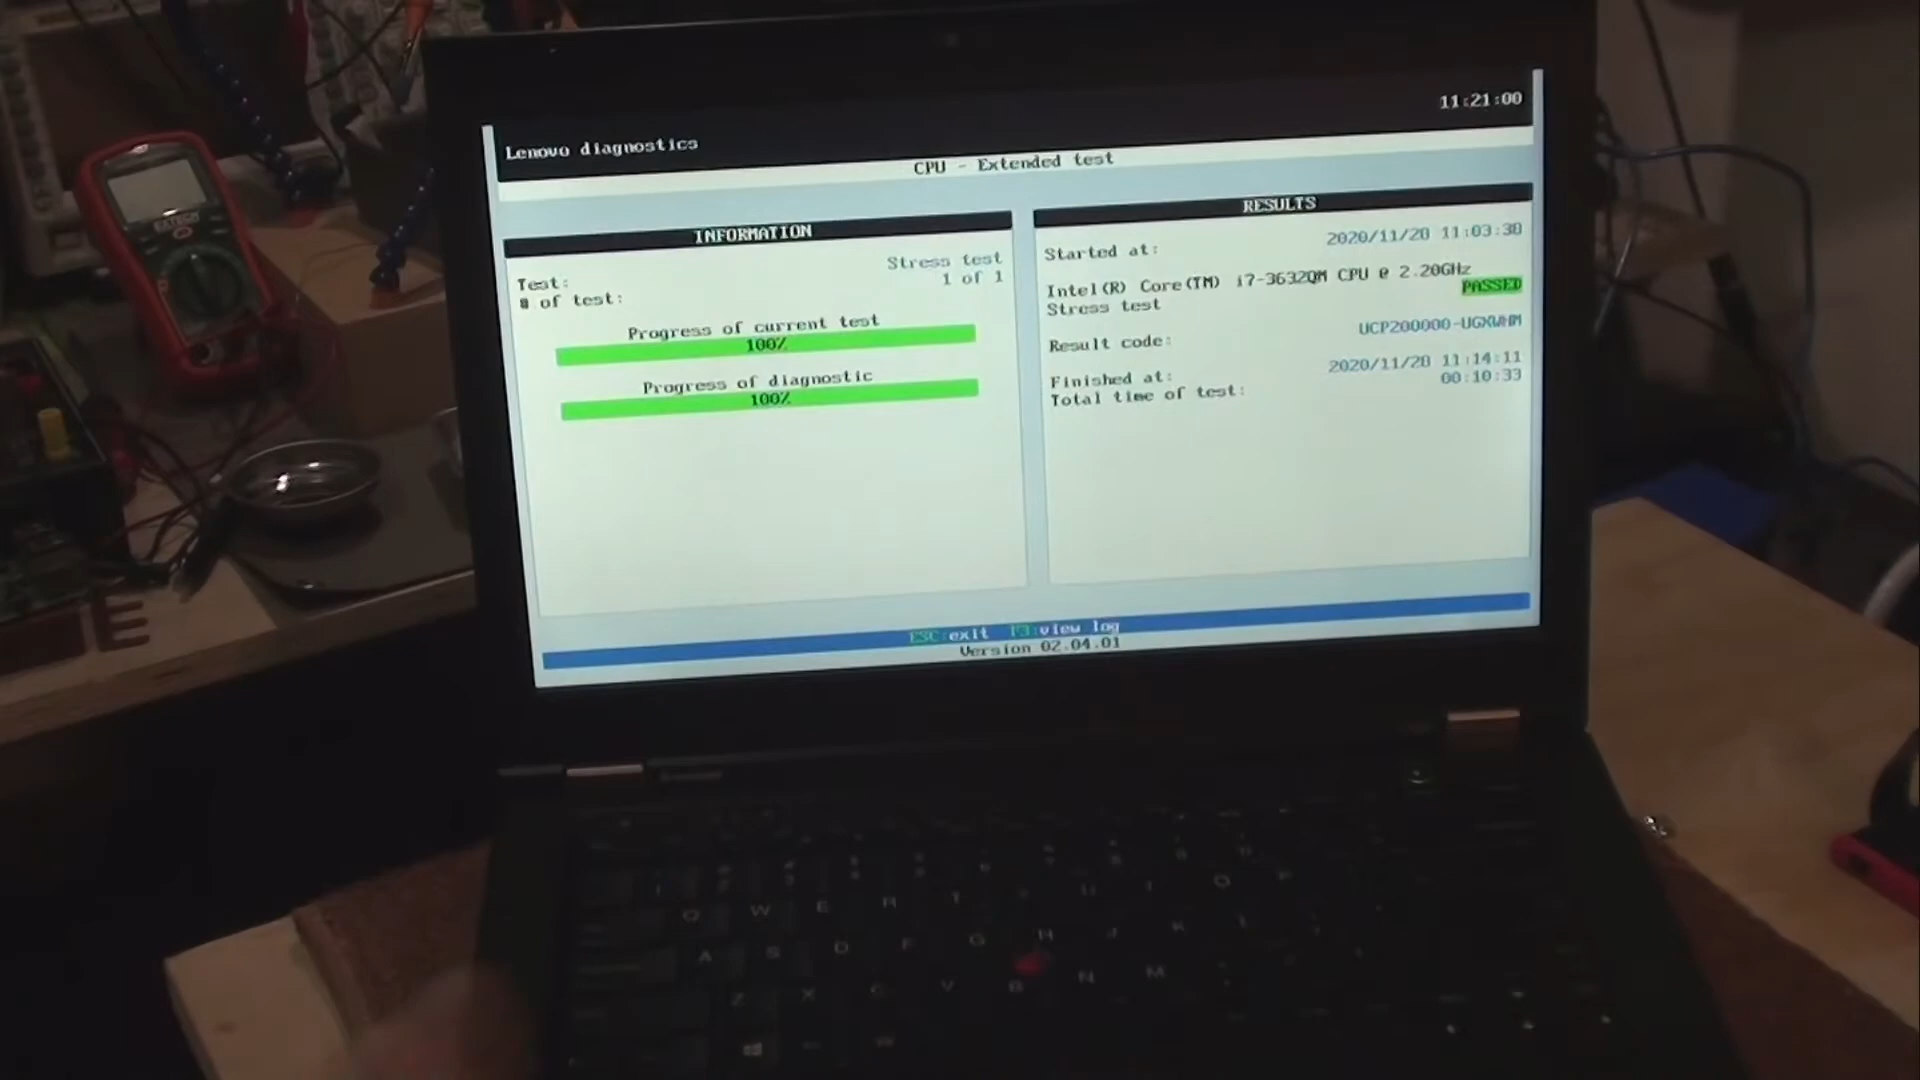 11:21:00
Lenovo diagnostics
CPU - Extended test
INFORMATION
Test: Stress test
# of test: 1 of 1
Progress of current test
100%
Progress of diagnostic
100%
RESULTS
Started at: 2020/11/28 11:03:38
Intel(R) Core(TM) i7-3632QM CPU @ 2.20GHz
Stress test PASSED
Result code: UCP200000-UGXWHM
Finished at: 2020/11/28 11:14:11
Total time of test: 00:10:33
ESC:exit F3:view log
Version 02.04.01
EXTECH
Q W E R T U I O P
A S D F G H J K L
Z X C V B N M